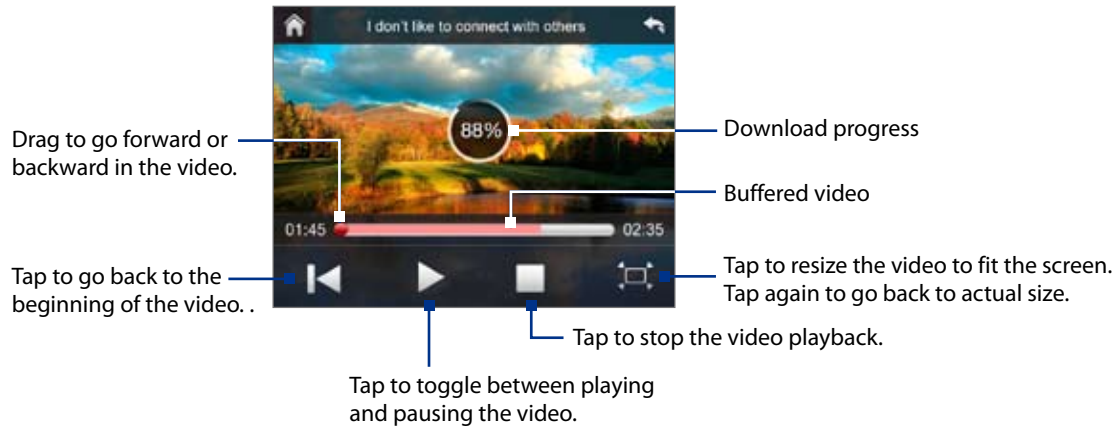 I don't like to connect with others
88%
Download progress
Drag to go forward or
backward in the video.
Buffered video
01:45
02:35
Tap to go back to the
beginning of the video. .
Tap to resize the video to fit the screen.
Tap again to go back to actual size.
Tap to stop the video playback.
Tap to toggle between playing
and pausing the video.